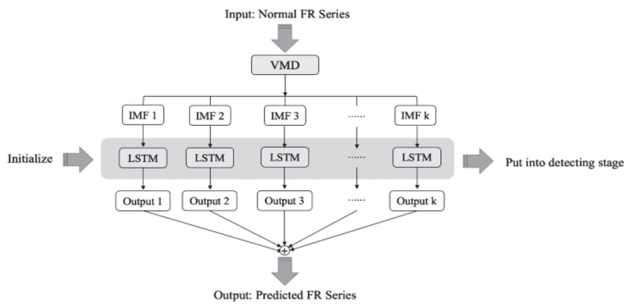 Input: Normal FR Series
VMD
IMF 1 IMF 2 IMF 3 ...... IMF k
Initialize LSTM LSTM LSTM ...... LSTM Put into detecting stage
Output 1 Output 2 Output 3 ...... Output k
Output: Predicted FR Series